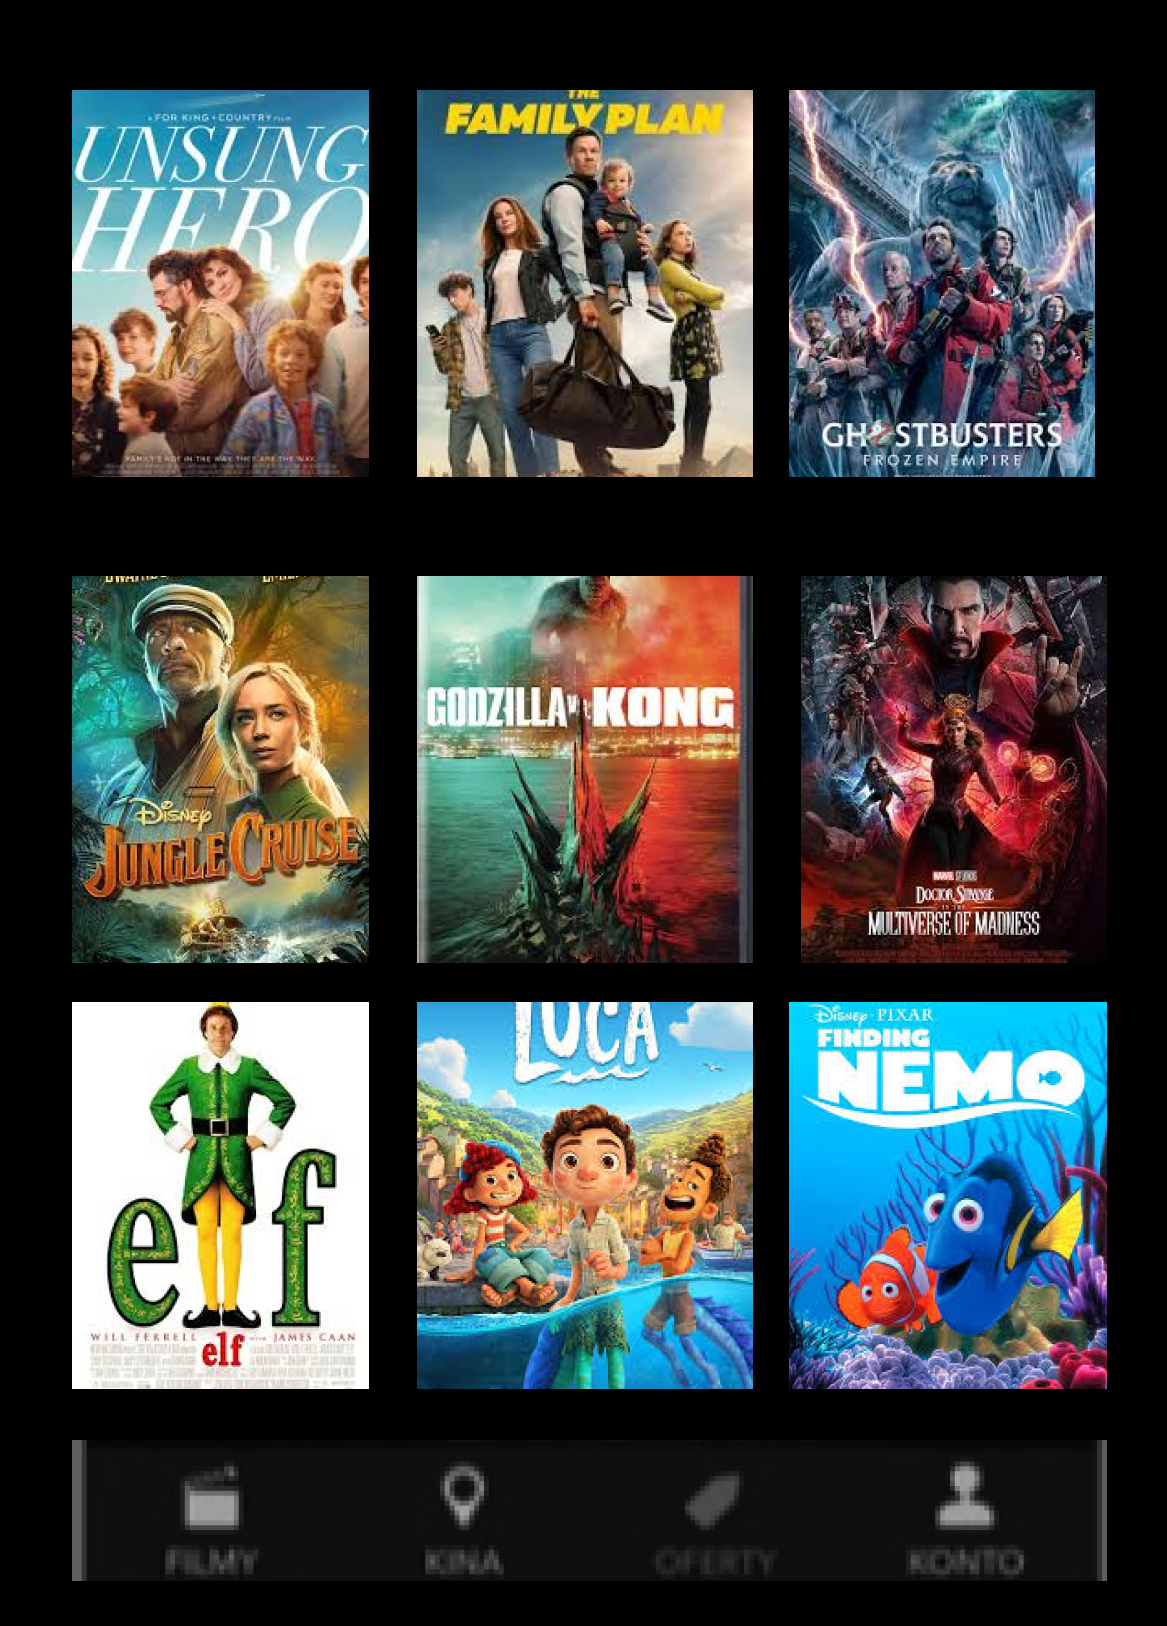 A FOR KING + COUNTRY FILM
UNSUNG
HERO
FAMILY'S NOT IN THE WAY. THEY ARE THE WAY.
THE
FAMILY PLAN
GHOSTBUSTERS
FROZEN EMPIRE
Disney
JUNGLE CRUISE
GODZILLA vs. KONG
MARVEL STUDIOS
DOCTOR STRANGE
IN THE
MULTIVERSE OF MADNESS
elf
WILL FERRELL elf WITH JAMES CAAN
LUCA
Disney · PIXAR
FINDING
NEMO
FILMY KINA OFERTY KONTO